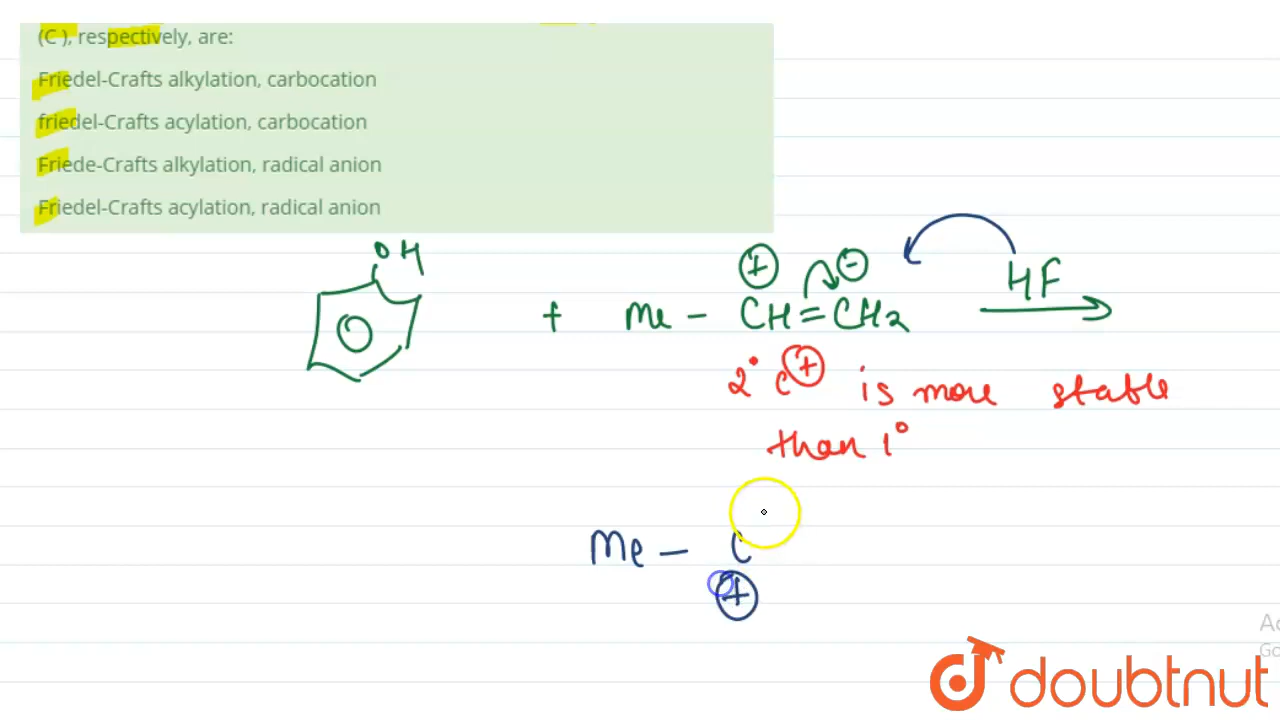 (C ), respectively, are:
Friedel-Crafts alkylation, carbocation
friedel-Crafts acylation, carbocation
Friede-Crafts alkylation, radical anion
Friedel-Crafts acylation, radical anion
OH
+ Me - CH = CH2 HF
+ -
2° C+ is more stable
than 1°
Me - C
+
doubtnut